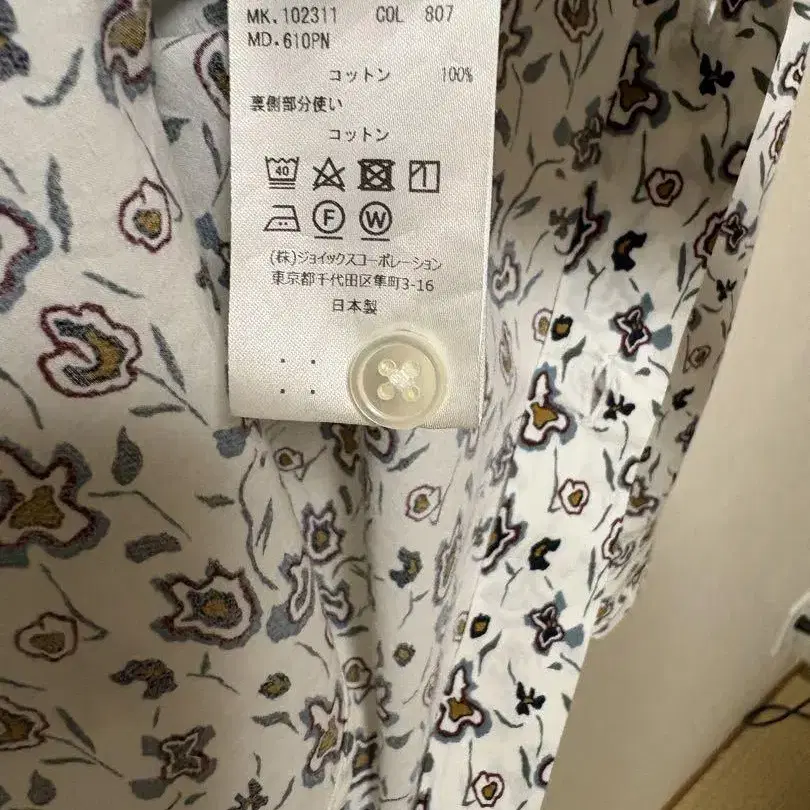 MK.102311 COL 807
MD.610PN
コットン 100%
裏側部分使い
コットン
40
F W
(株)ジョイックスコーポレーション
東京都千代田区隼町3-16
日本製